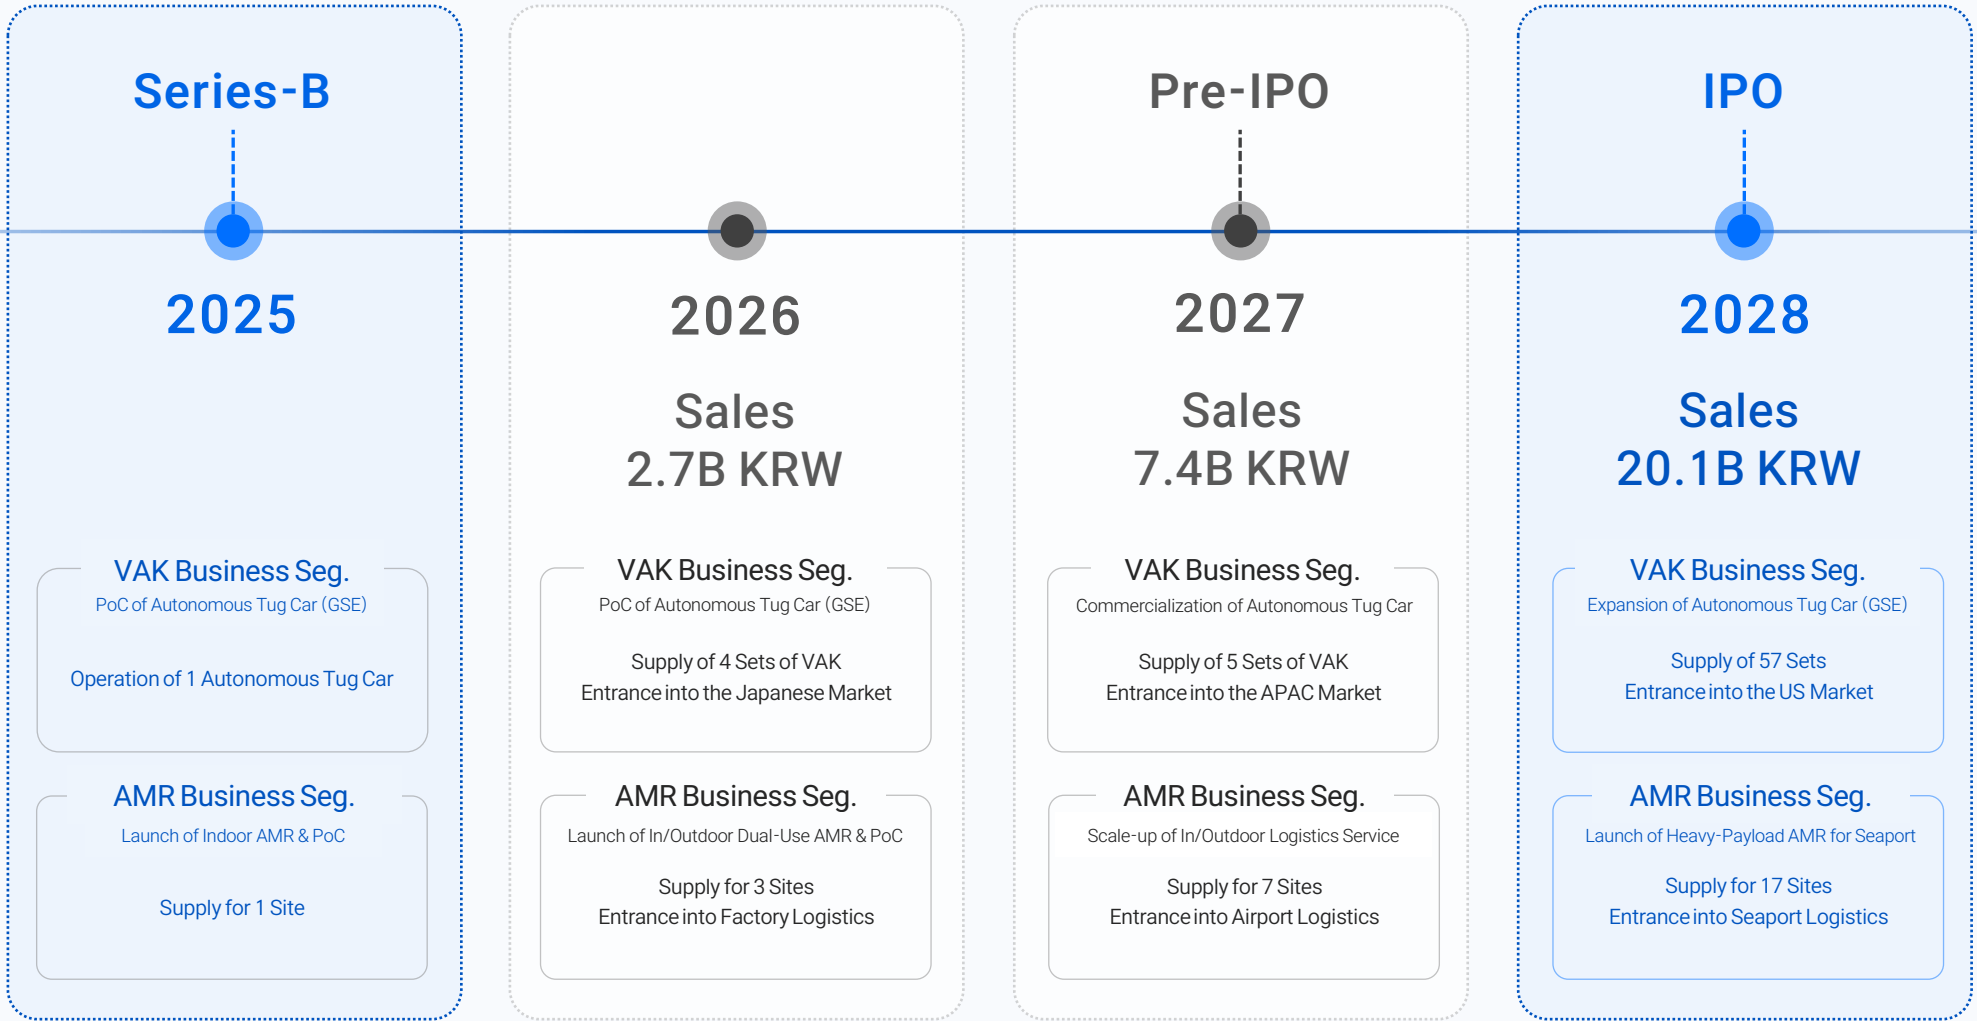 Series-B
2025
VAK Business Seg.
PoC of Autonomous Tug Car (GSE)
Operation of 1 Autonomous Tug Car
AMR Business Seg.
Launch of Indoor AMR & PoC
Supply for 1 Site
2026
Sales
2.7B KRW
VAK Business Seg.
PoC of Autonomous Tug Car (GSE)
Supply of 4 Sets of VAK
Entrance into the Japanese Market
AMR Business Seg.
Launch of In/Outdoor Dual-Use AMR & PoC
Supply for 3 Sites
Entrance into Factory Logistics
Pre-IPO
2027
Sales
7.4B KRW
VAK Business Seg.
Commercialization of Autonomous Tug Car
Supply of 5 Sets of VAK
Entrance into the APAC Market
AMR Business Seg.
Scale-up of In/Outdoor Logistics Service
Supply for 7 Sites
Entrance into Airport Logistics
IPO
2028
Sales
20.1B KRW
VAK Business Seg.
Expansion of Autonomous Tug Car (GSE)
Supply of 57 Sets
Entrance into the US Market
AMR Business Seg.
Launch of Heavy-Payload AMR for Seaport
Supply for 17 Sites
Entrance into Seaport Logistics